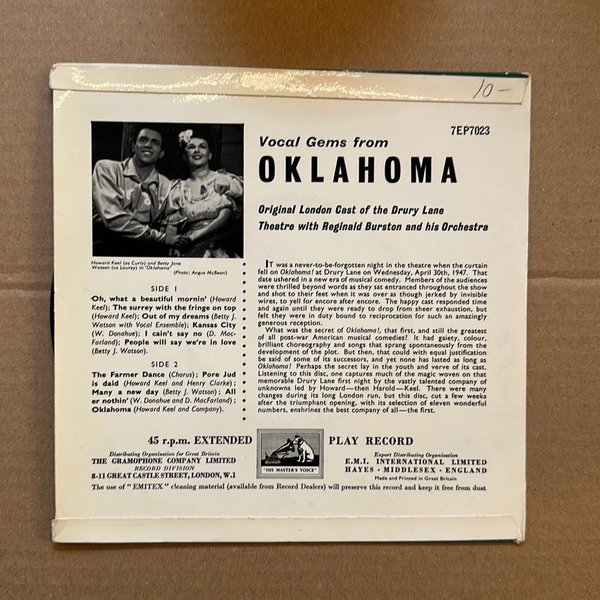 10-
7EP7023
Vocal Gems from
OKLAHOMA
Original London Cast of the Drury Lane
Theatre with Reginald Burston and his Orchestra
Howard Keel (as Curly) and Betty Jane
Watson (as Laurey) in "Oklahoma"
(Photo: Angus McBean)
SIDE 1
Oh, what a beautiful mornin' (Howard
Keel); The surrey with the fringe on top
(Howard Keel); Out of my dreams (Betty J.
Watson with Vocal Ensemble); Kansas City
(W. Donahue); I cain't say no (D. Mac-
Farland); People will say we're in love
(Betty J. Watson).
SIDE 2
The Farmer Dance (Chorus); Pore Jud
is daid (Howard Keel and Henry Clarke);
Many a new day (Betty J. Watson); All
er nothin' (W. Donahue and D. MacFarland);
Oklahoma (Howard Keel and Company).
IT was a never-to-be-forgotten night in the theatre when the curtain
fell on Oklahoma! at Drury Lane on Wednesday, April 30th, 1947. That
date ushered in a new era of musical comedy. Members of the audiences
were thrilled beyond words as they sat entranced throughout the show
and shot to their feet when it was over as though jerked by invisible
wires, to yell for encore after encore. The happy cast responded time
and again until they were ready to drop from sheer exhaustion, but
felt they were in duty bound to reciprocation for such an amazingly
generous reception.
What was the secret of Oklahoma!, that first, and still the greatest
of all post-war American musical comedies! It had gaiety, colour,
brilliant choreography and songs that sprang spontaneously from the
development of the plot. But then, that could with equal justification
be said of some of its successors, and yet none has lasted as long as
Oklahoma! Perhaps the secret lay in the youth and verve of its cast.
Listening to this disc, one captures much of the magic woven on that
memorable Drury Lane first night by the vastly talented company of
unknowns led by Howard—then Harold—Keel. There were many
changes during its long London run, but this disc, cut a few weeks
after the triumphant opening, with its selection of eleven wonderful
numbers, enshrines the best company of all—the first.
45 r.p.m. EXTENDED PLAY RECORD
Distributing Organisation for Great Britain
THE GRAMOPHONE COMPANY LIMITED
RECORD DIVISION
8-11 GREAT CASTLE STREET, LONDON, W.1
"HIS MASTER'S VOICE"
Export Distributing Organisation
E.M.I. INTERNATIONAL LIMITED
HAYES · MIDDLESEX · ENGLAND
Made and Printed in Great Britain
The use of "EMITEX" cleaning material (available from Record Dealers) will preserve this record and keep it free from dust